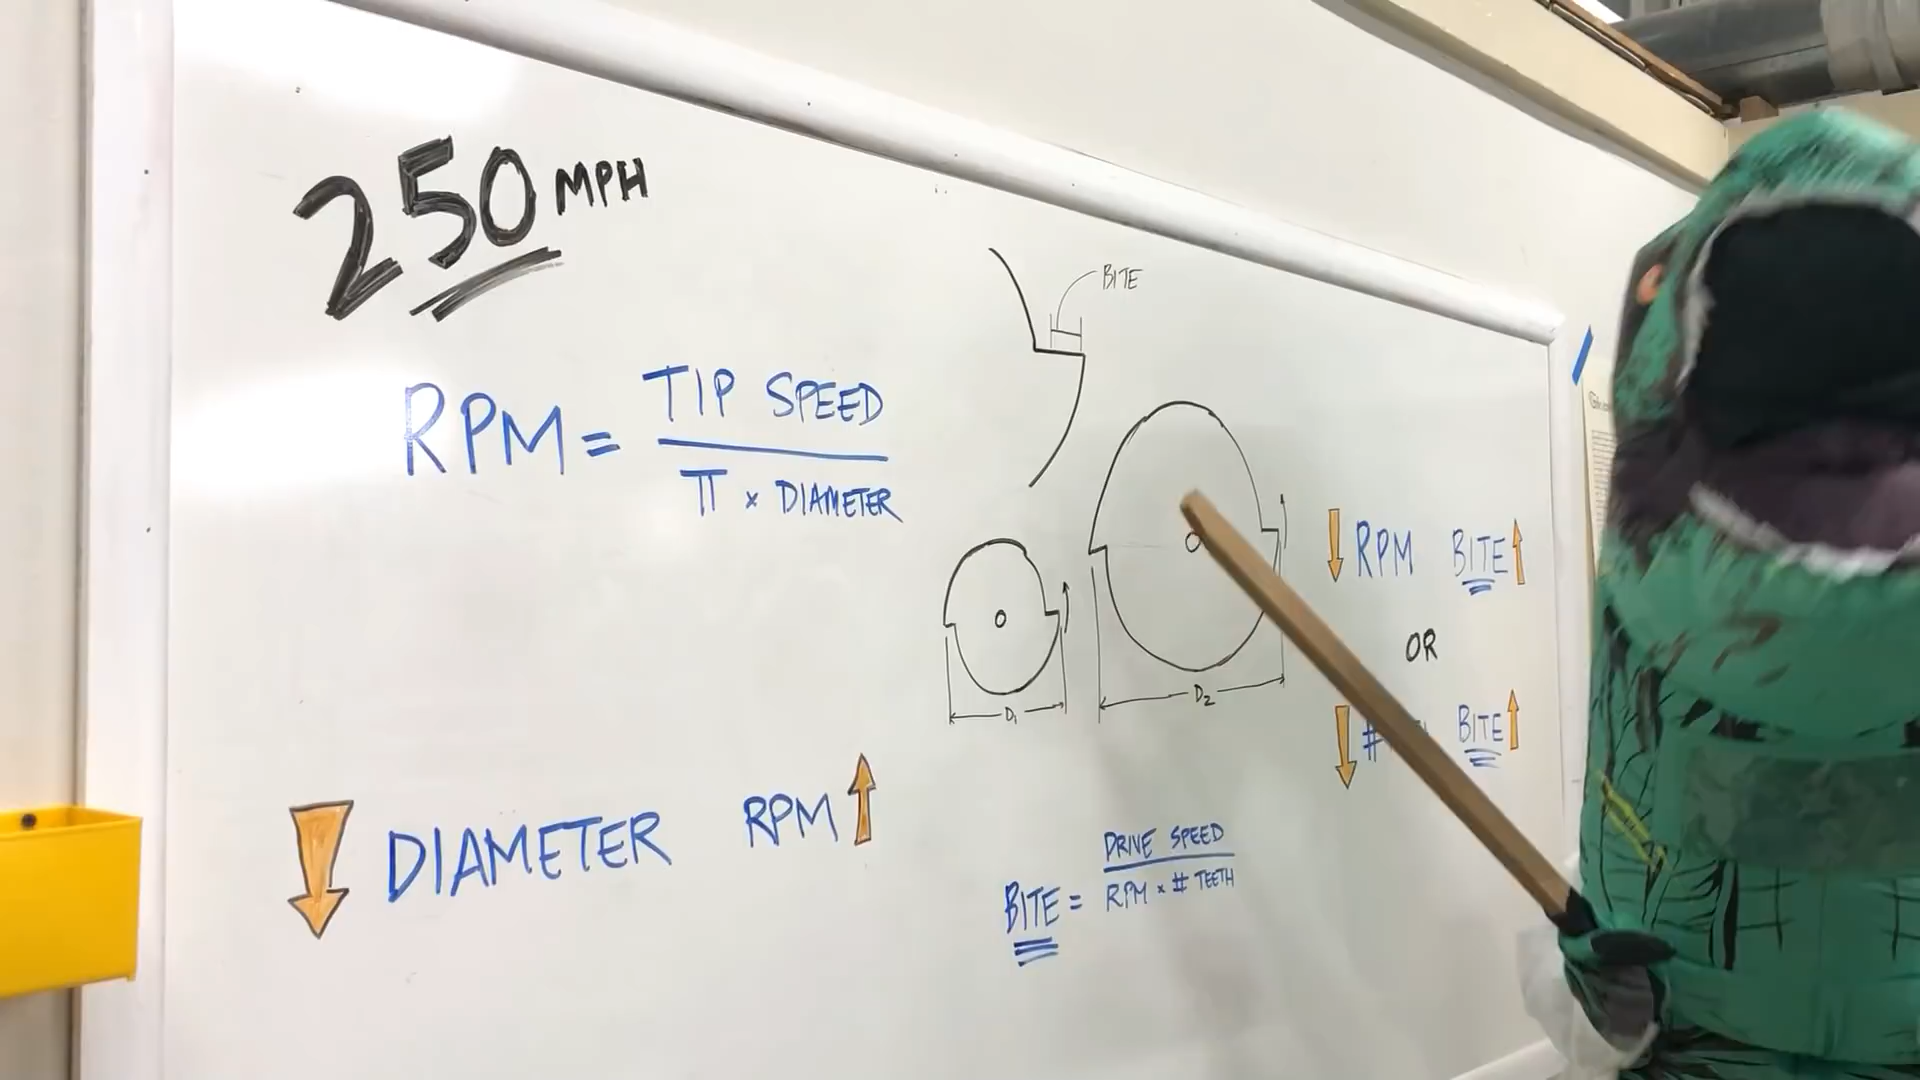 250 MPH
RPM = TIP SPEED
π × DIAMETER
↓ DIAMETER RPM ↑
BITE
D₁
D₂
↓ RPM BITE ↑
OR
↓ # BITE ↑
BITE = DRIVE SPEED
RPM × # TEETH